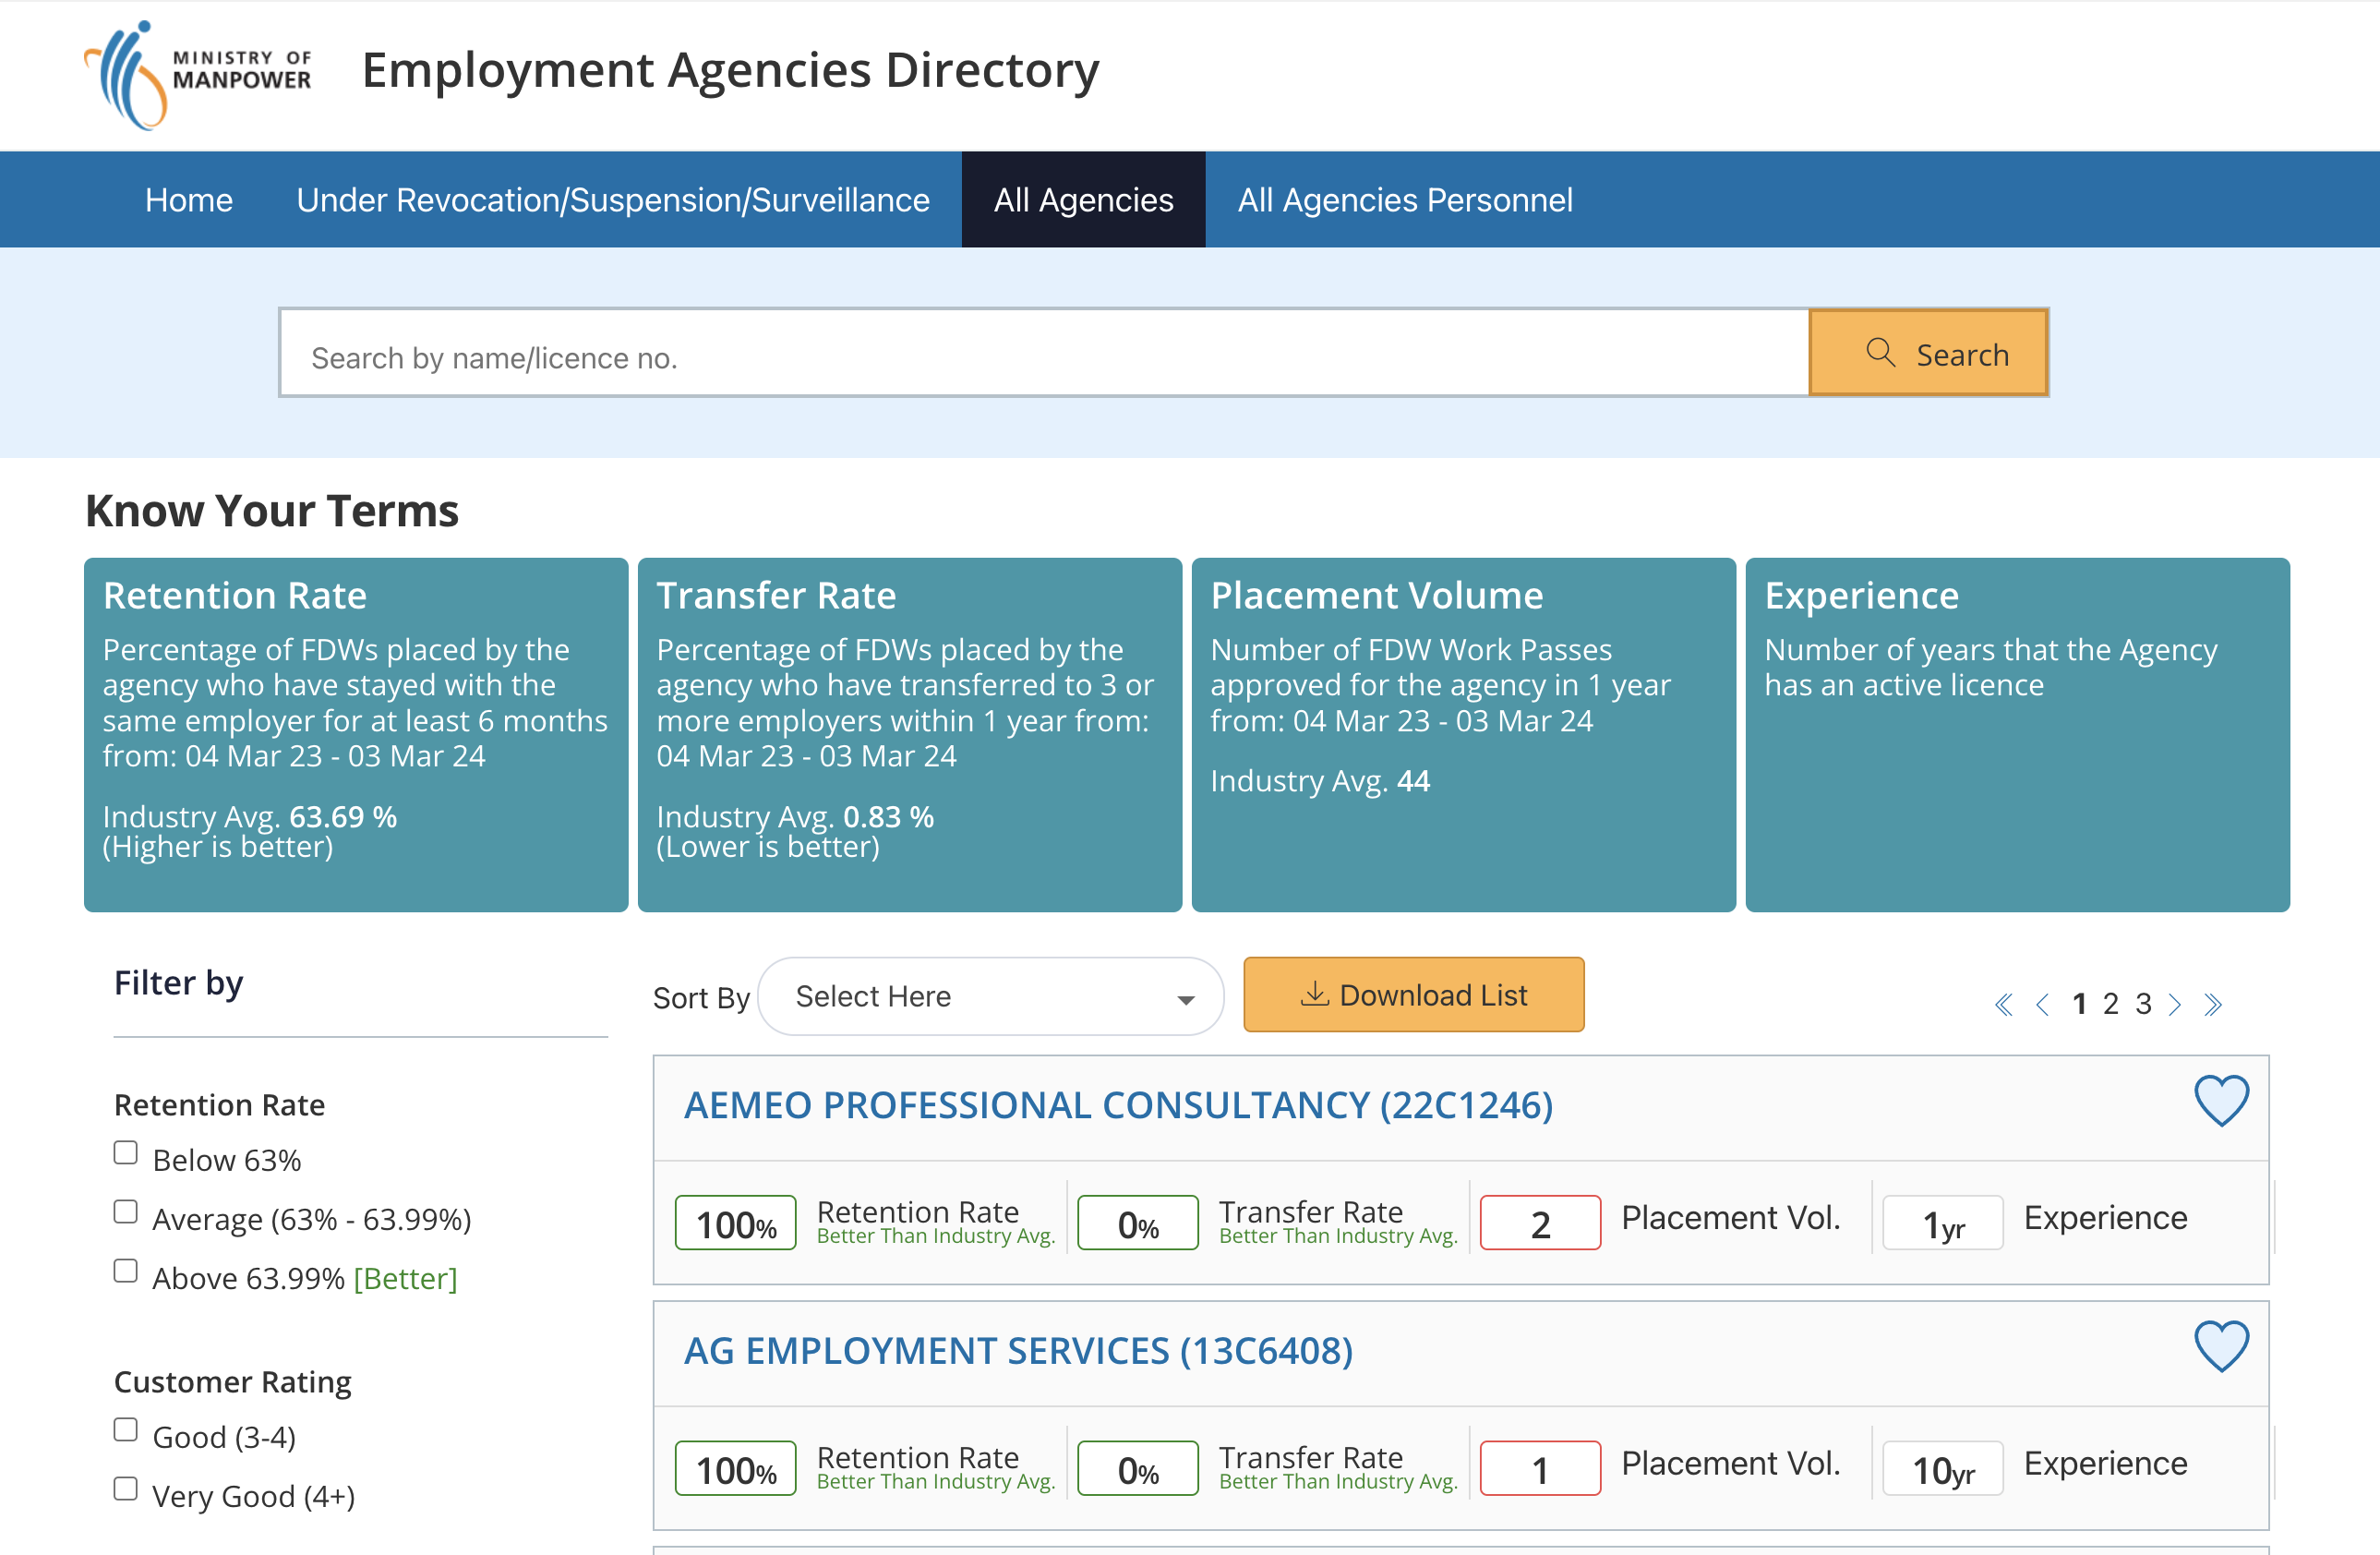 MINISTRY OF
MANPOWER
Employment Agencies Directory
Home
Under Revocation/Suspension/Surveillance
All Agencies
All Agencies Personnel
Search by name/licence no.
Search
Know Your Terms
Retention Rate
Percentage of FDWs placed by the
agency who have stayed with the
same employer for at least 6 months
from: 04 Mar 23 - 03 Mar 24
Industry Avg. 63.69 %
(Higher is better)
Transfer Rate
Percentage of FDWs placed by the
agency who have transferred to 3 or
more employers within 1 year from:
04 Mar 23 - 03 Mar 24
Industry Avg. 0.83 %
(Lower is better)
Placement Volume
Number of FDW Work Passes
approved for the agency in 1 year
from: 04 Mar 23 - 03 Mar 24
Industry Avg. 44
Experience
Number of years that the Agency
has an active licence
Filter by
Retention Rate
Below 63%
Average (63% - 63.99%)
Above 63.99% [Better]
Customer Rating
Good (3-4)
Very Good (4+)
Sort By
Select Here
Download List
1 2 3
AEMEO PROFESSIONAL CONSULTANCY (22C1246)
100%
Retention Rate
Better Than Industry Avg.
0%
Transfer Rate
Better Than Industry Avg.
2
Placement Vol.
1yr
Experience
AG EMPLOYMENT SERVICES (13C6408)
100%
Retention Rate
Better Than Industry Avg.
0%
Transfer Rate
Better Than Industry Avg.
1
Placement Vol.
10yr
Experience